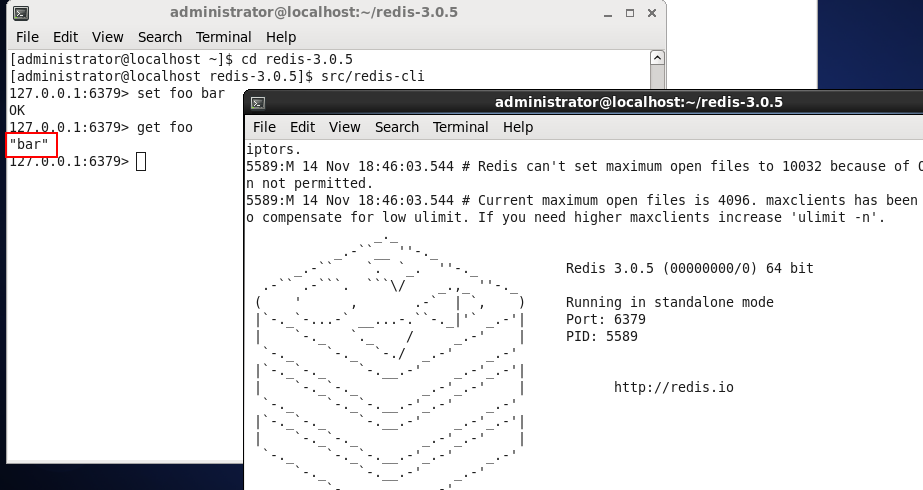 administrator@localhost:~/redis-3.0.5
File Edit View Search Terminal Help
[administrator@localhost ~]$ cd redis-3.0.5
[administrator@localhost redis-3.0.5]$ src/redis-cli
127.0.0.1:6379> set foo bar
OK
127.0.0.1:6379> get foo
"bar"
127.0.0.1:6379>
administrator@localhost:~/redis-3.0.5
File Edit View Search Terminal Help
iptors.
5589:M 14 Nov 18:46:03.544 # Redis can't set maximum open files to 10032 because of
n not permitted.
5589:M 14 Nov 18:46:03.544 # Current maximum open files is 4096. maxclients has been
o compensate for low ulimit. If you need higher maxclients increase 'ulimit -n'.
Redis 3.0.5 (00000000/0) 64 bit
Running in standalone mode
Port: 6379
PID: 5589
http://redis.io